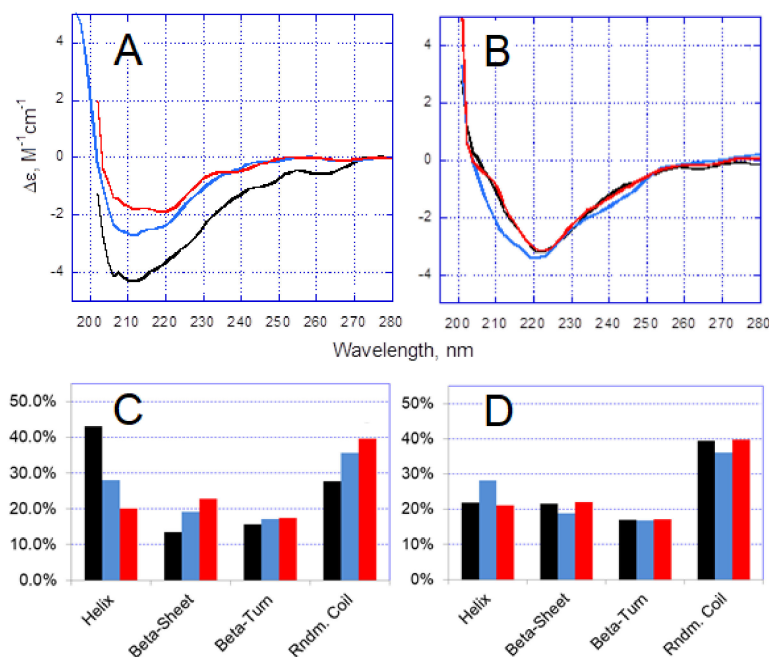 A
B
4
2
0
-2
-4
Δε, M⁻¹cm⁻¹
4
2
0
-2
-4
200 210 220 230 240 250 260 270 280
200 210 220 230 240 250 260 270 280
Wavelength, nm
C
D
50.0%
40.0%
30.0%
20.0%
10.0%
0.0%
50%
40%
30%
20%
10%
0%
Helix
Beta-Sheet
Beta-Turn
Rndm. Coil
Helix
Beta-Sheet
Beta-Turn
Rndm. Coil